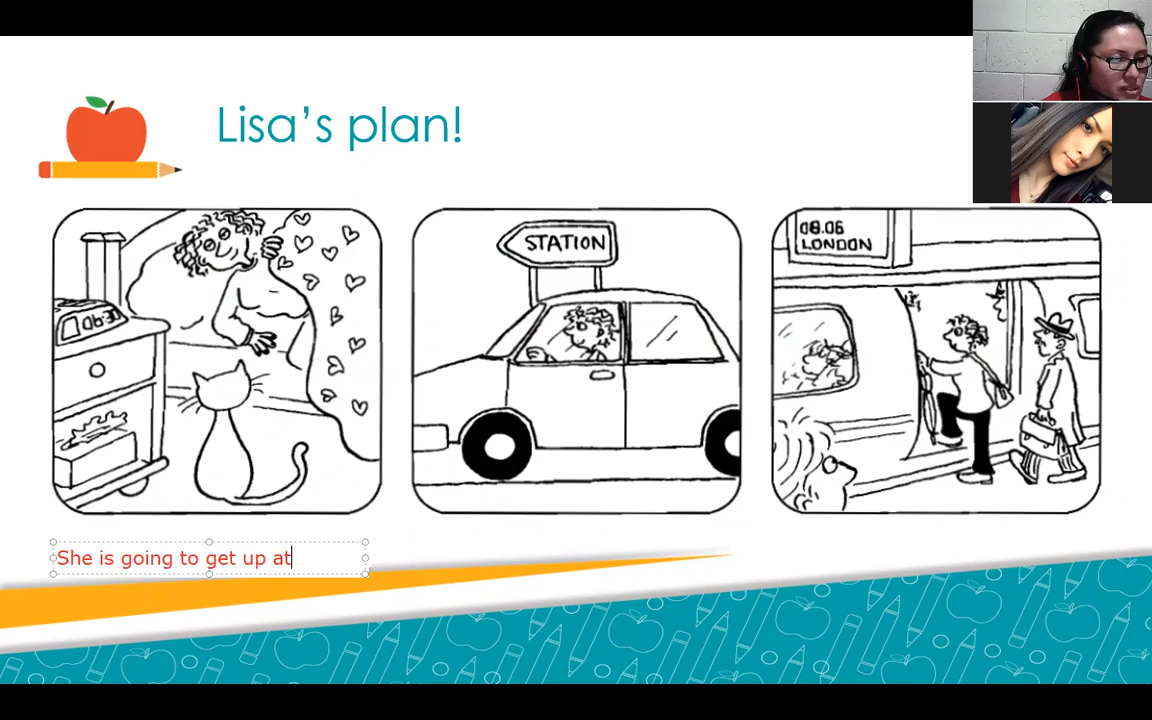 Lisa's plan!
STATION
08.06
LONDON
She is going to get up at